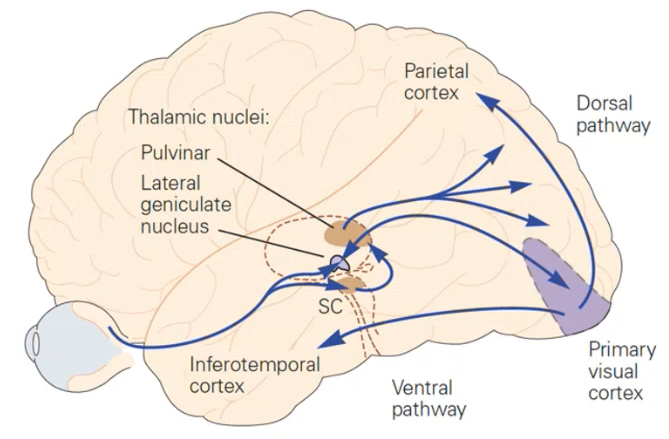 Parietal
cortex
Dorsal
pathway
Thalamic nuclei:
Pulvinar
Lateral
geniculate
nucleus
SC
Inferotemporal
cortex
Ventral
pathway
Primary
visual
cortex